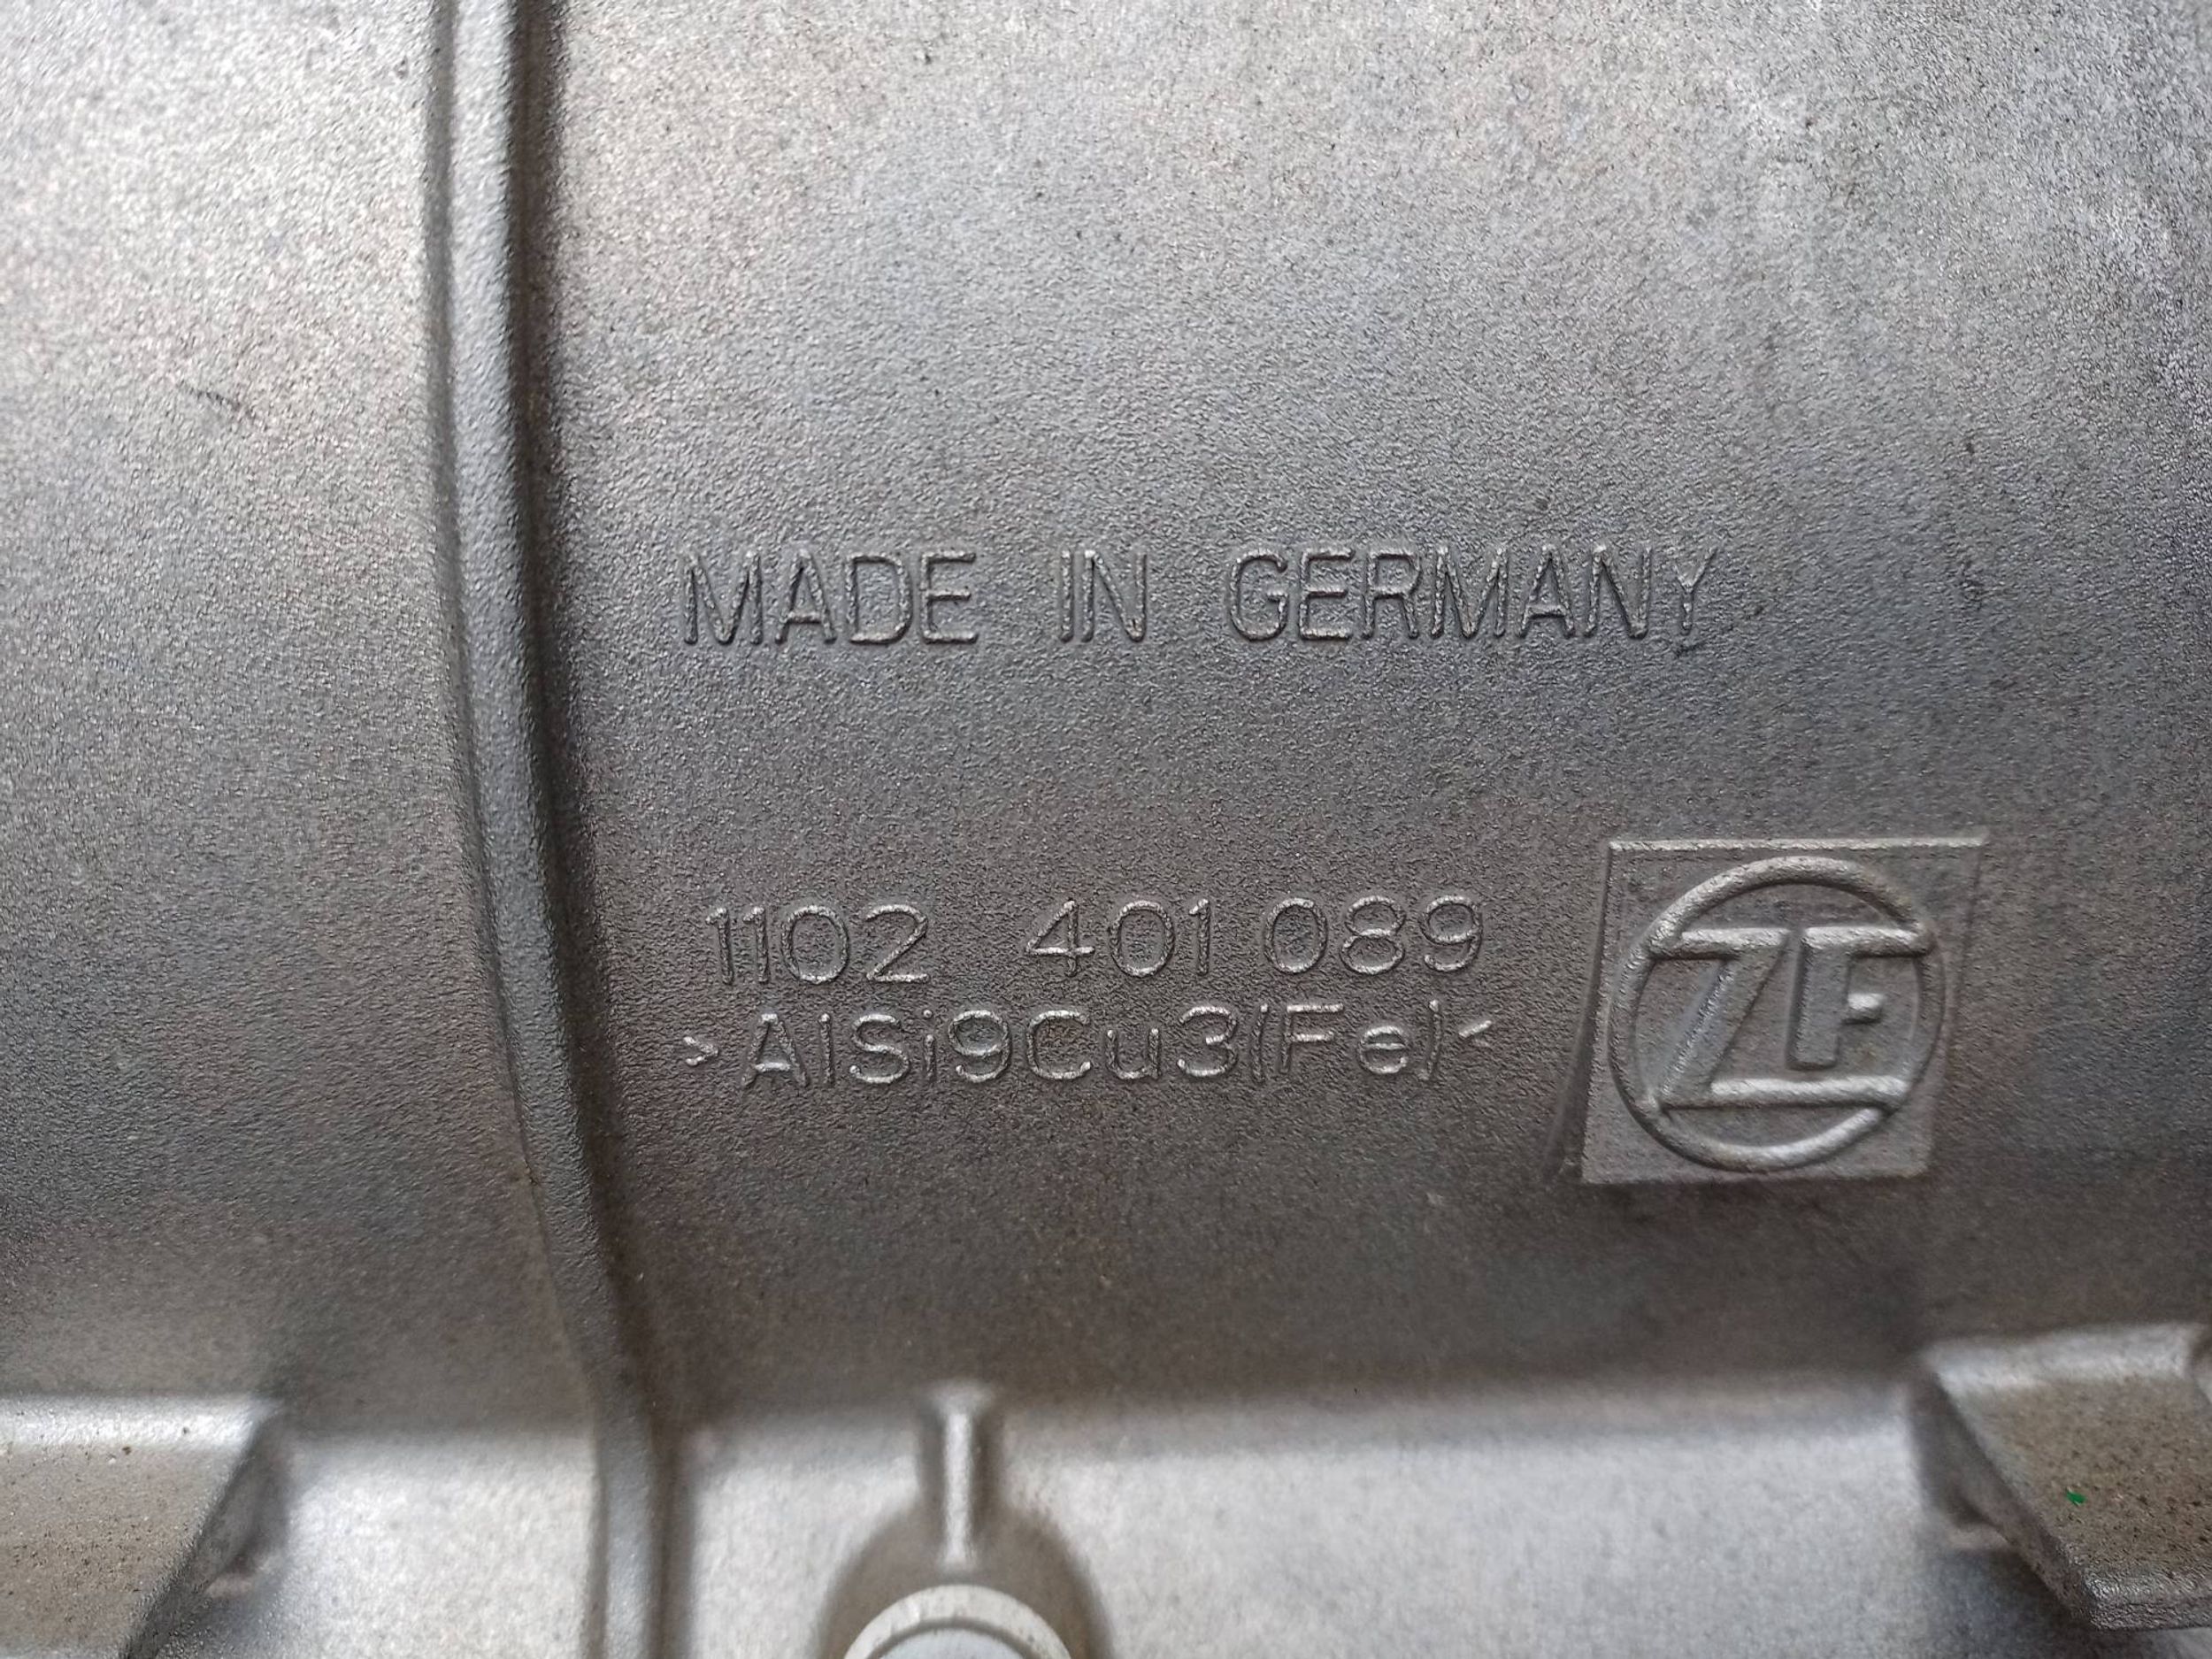 MADE IN GERMANY
1102 401 089
>AlSi9Cu3(Fe)<
ZF